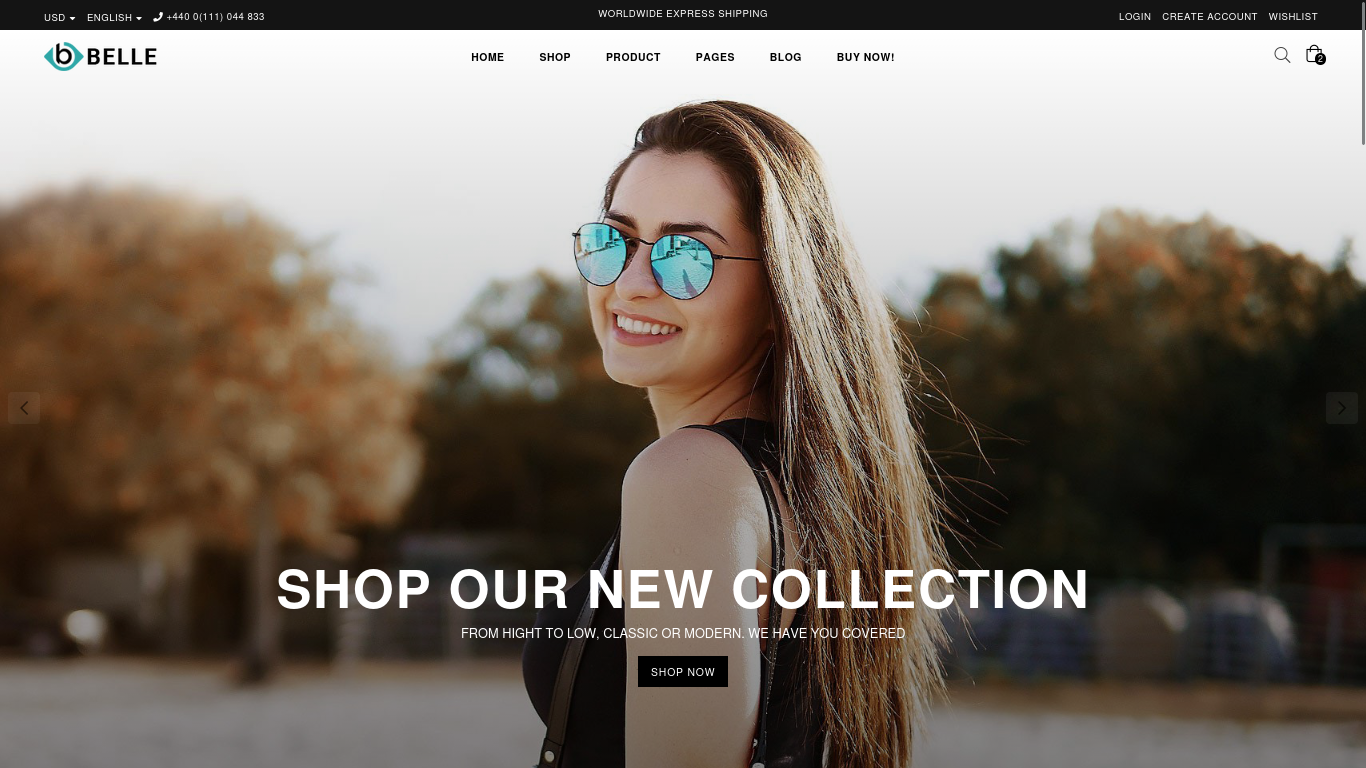 USD ENGLISH +440 0(111) 044 833
WORLDWIDE EXPRESS SHIPPING
LOGIN CREATE ACCOUNT WISHLIST
b BELLE
HOME SHOP PRODUCT PAGES BLOG BUY NOW!
2
SHOP OUR NEW COLLECTION
FROM HIGHT TO LOW, CLASSIC OR MODERN. WE HAVE YOU COVERED
SHOP NOW